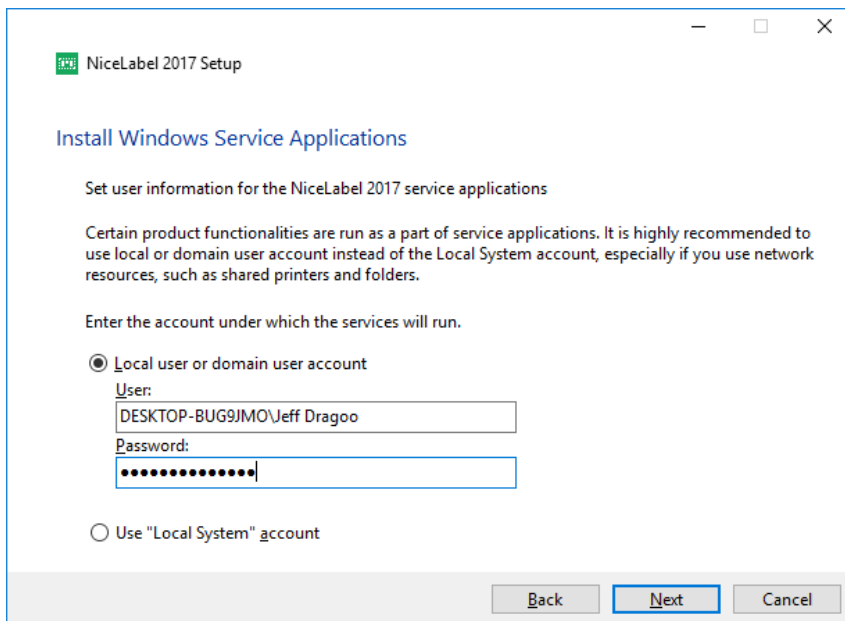 NiceLabel 2017 Setup
Install Windows Service Applications
Set user information for the NiceLabel 2017 service applications
Certain product functionalities are run as a part of service applications. It is highly recommended to
use local or domain user account instead of the Local System account, especially if you use network
resources, such as shared printers and folders.
Enter the account under which the services will run.
Local user or domain user account
User:
DESKTOP-BUG9JMO\Jeff Dragoo
Password:
●●●●●●●●●●●●●●
Use "Local System" account
Back Next Cancel